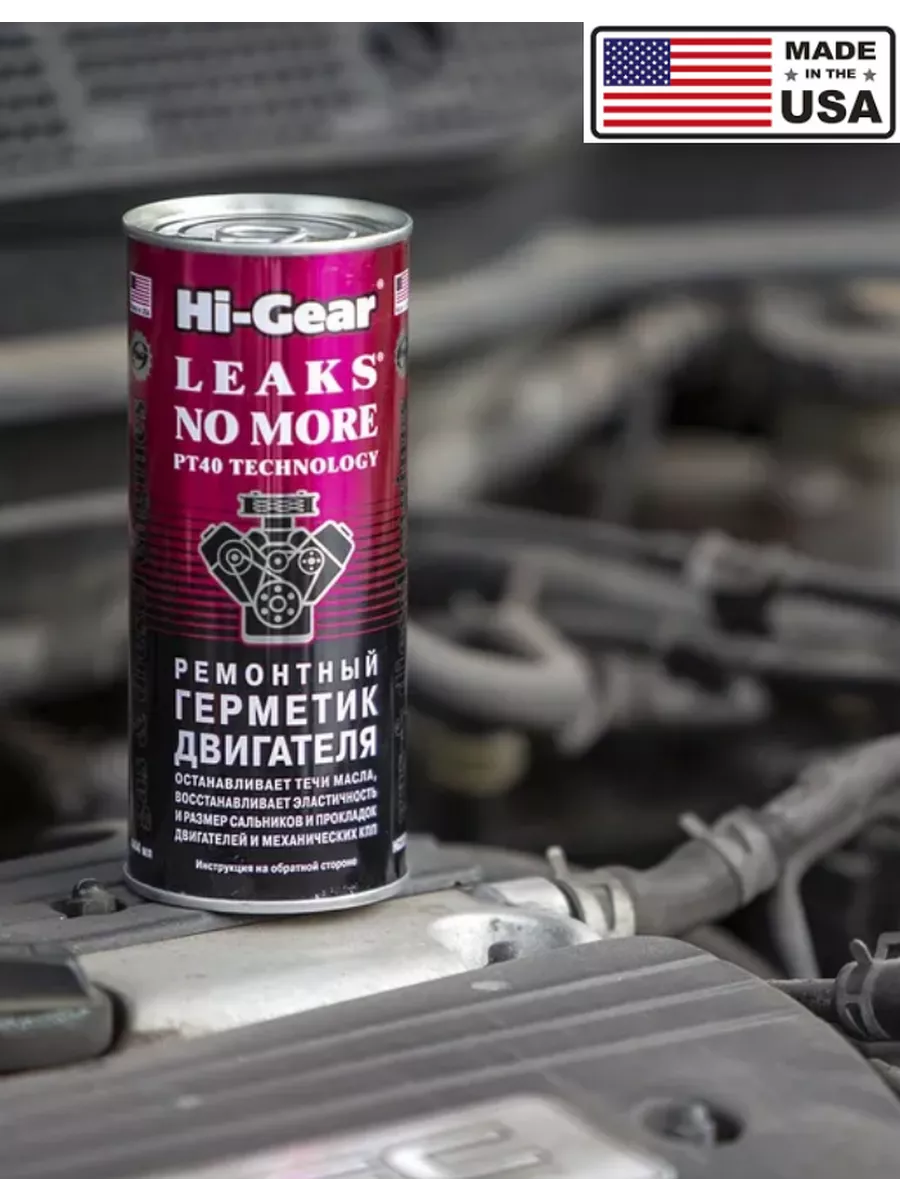 MADE
IN THE
USA
Hi-Gear®
LEAKS®
NO MORE
PT40 TECHNOLOGY
РЕМОНТНЫЙ
ГЕРМЕТИК
ДВИГАТЕЛЯ
ОСТАНАВЛИВАЕТ ТЕЧИ МАСЛА,
ВОССТАНАВЛИВАЕТ ЭЛАСТИЧНОСТЬ
И РАЗМЕР САЛЬНИКОВ И ПРОКЛАДОК
ДВИГАТЕЛЕЙ И МЕХАНИЧЕСКИХ КПП
Инструкция на обратной стороне